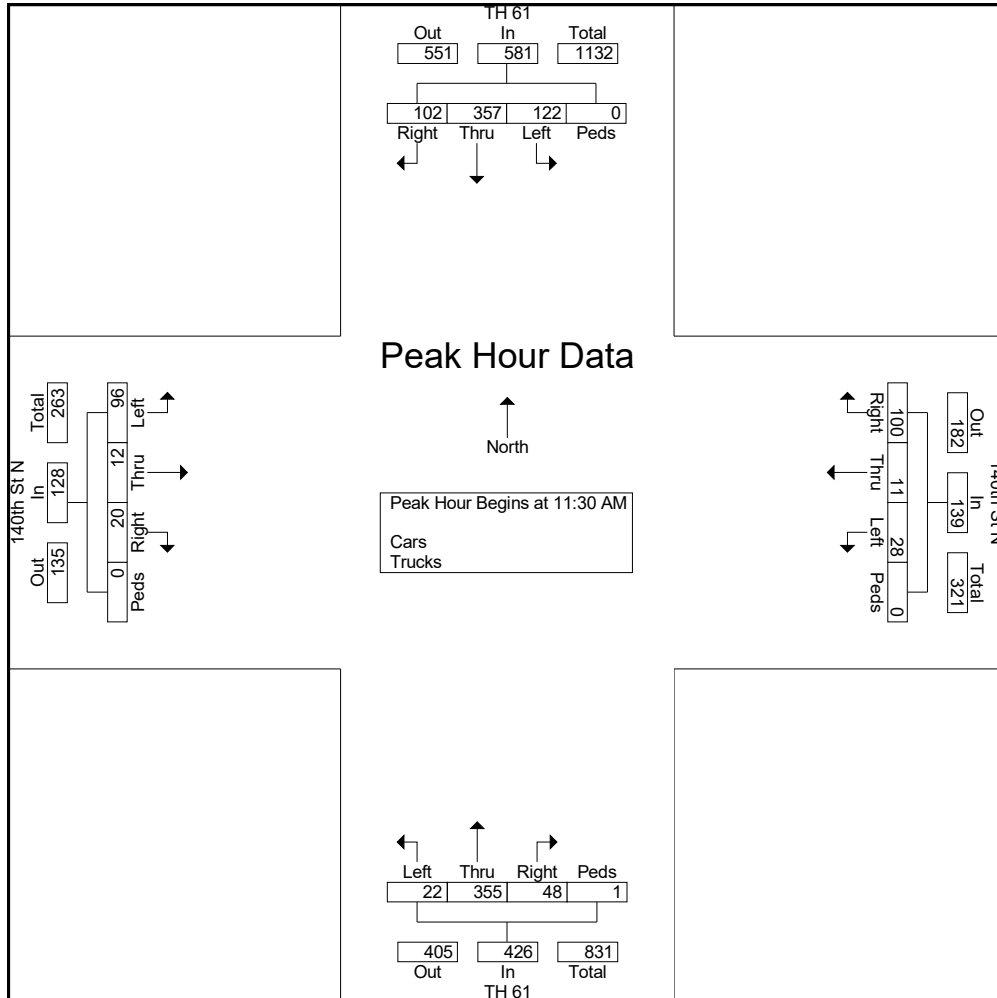 TH 61
Out In Total
551 581 1132
102 357 122 0
Right Thru Left Peds
Peak Hour Data
North
Peak Hour Begins at 11:30 AM
Cars
Trucks
140th St N
Total In Out
263 128 135
96 12 20 0
Left Thru Right Peds
140th St N
Out In Total
182 139 321
100 11 28 0
Right Thru Left Peds
Left Thru Right Peds
22 355 48 1
405 426 831
Out In Total
TH 61